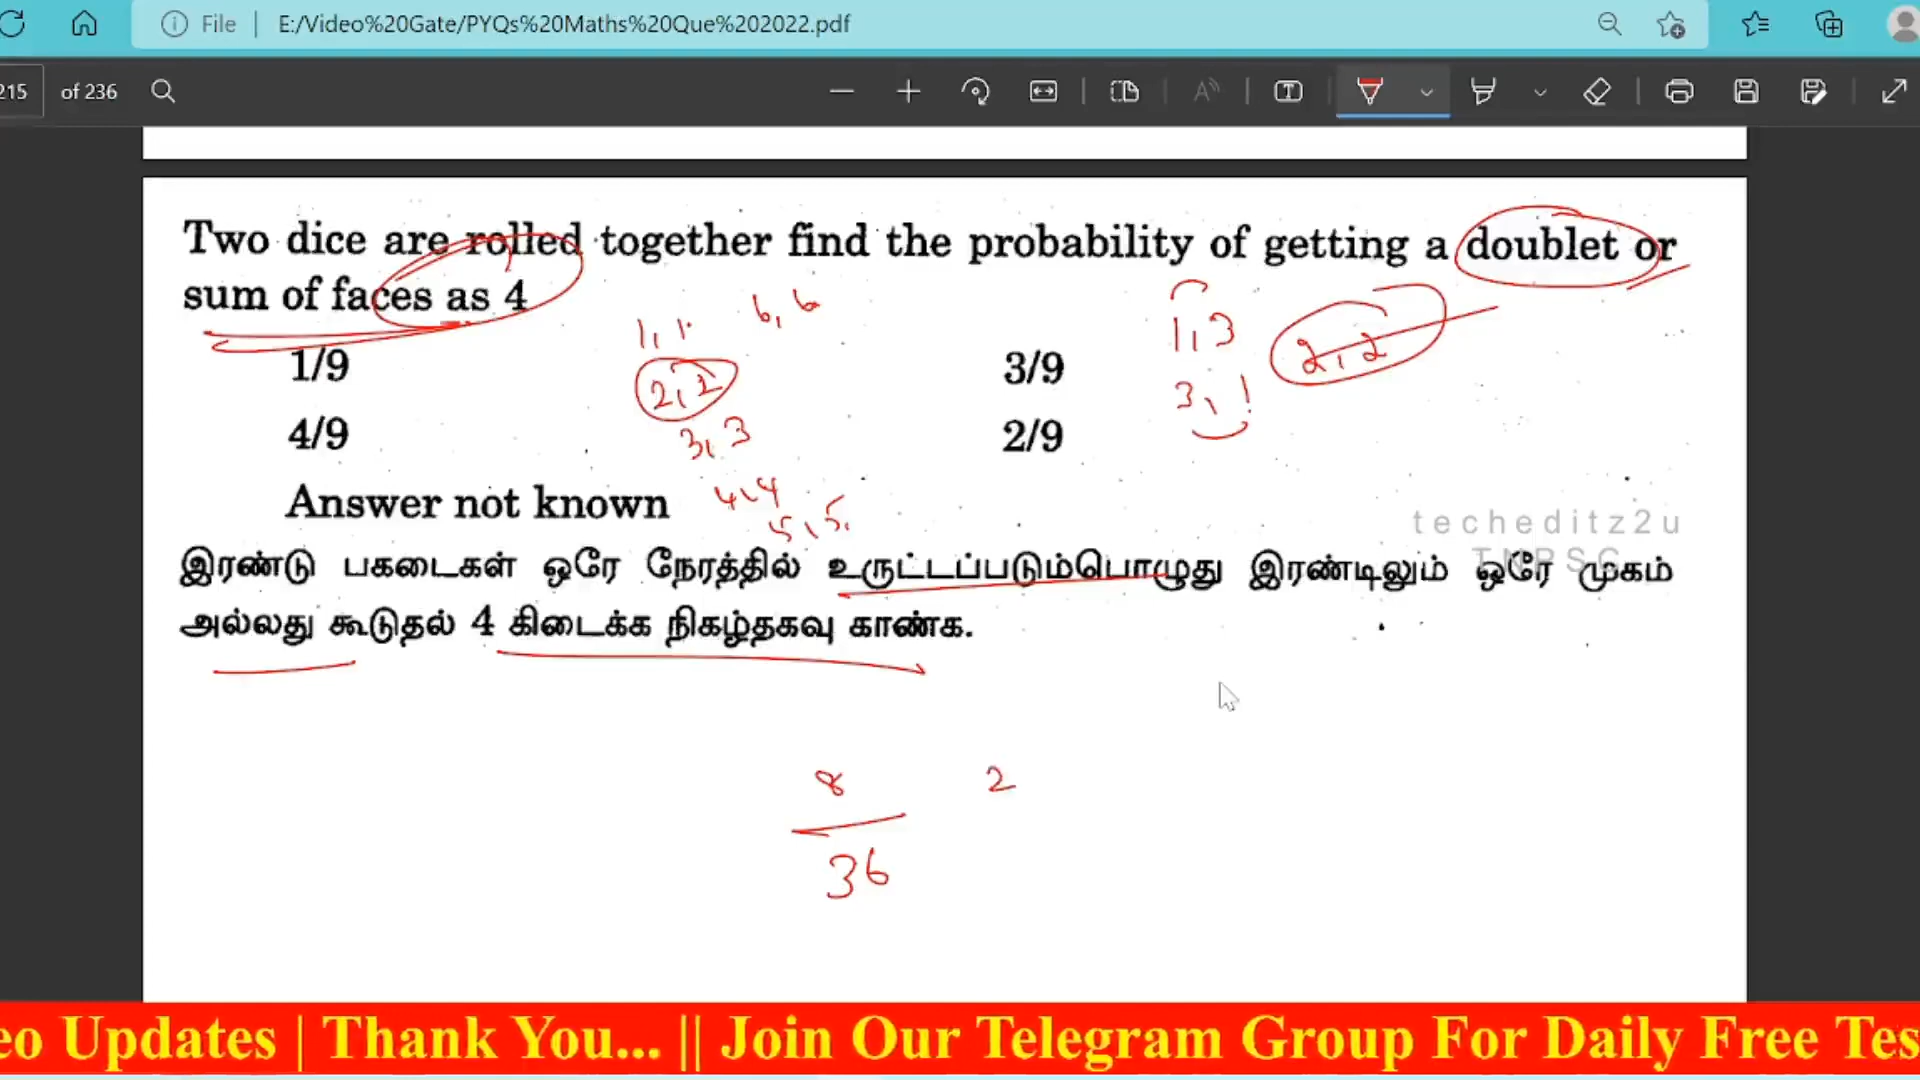 File | E:/Video%20Gate/PYQs%20Maths%20Que%202022.pdf
215 of 236
Two dice are rolled together find the probability of getting a doublet or
sum of faces as 4
1/9
3/9
4/9
2/9
Answer not known
1, 1
6, 6
2, 2
3, 3
4, 4
5, 5
1, 3
2, 2
3, 1
techeditz2u
TNPSC
இரண்டு பகடைகள் ஒரே நேரத்தில் உருட்டப்படும்பொழுது இரண்டிலும் ஒரே முகம்
அல்லது கூடுதல் 4 கிடைக்க நிகழ்தகவு காண்க.
8 2
36
eo Updates | Thank You... || Join Our Telegram Group For Daily Free Tes